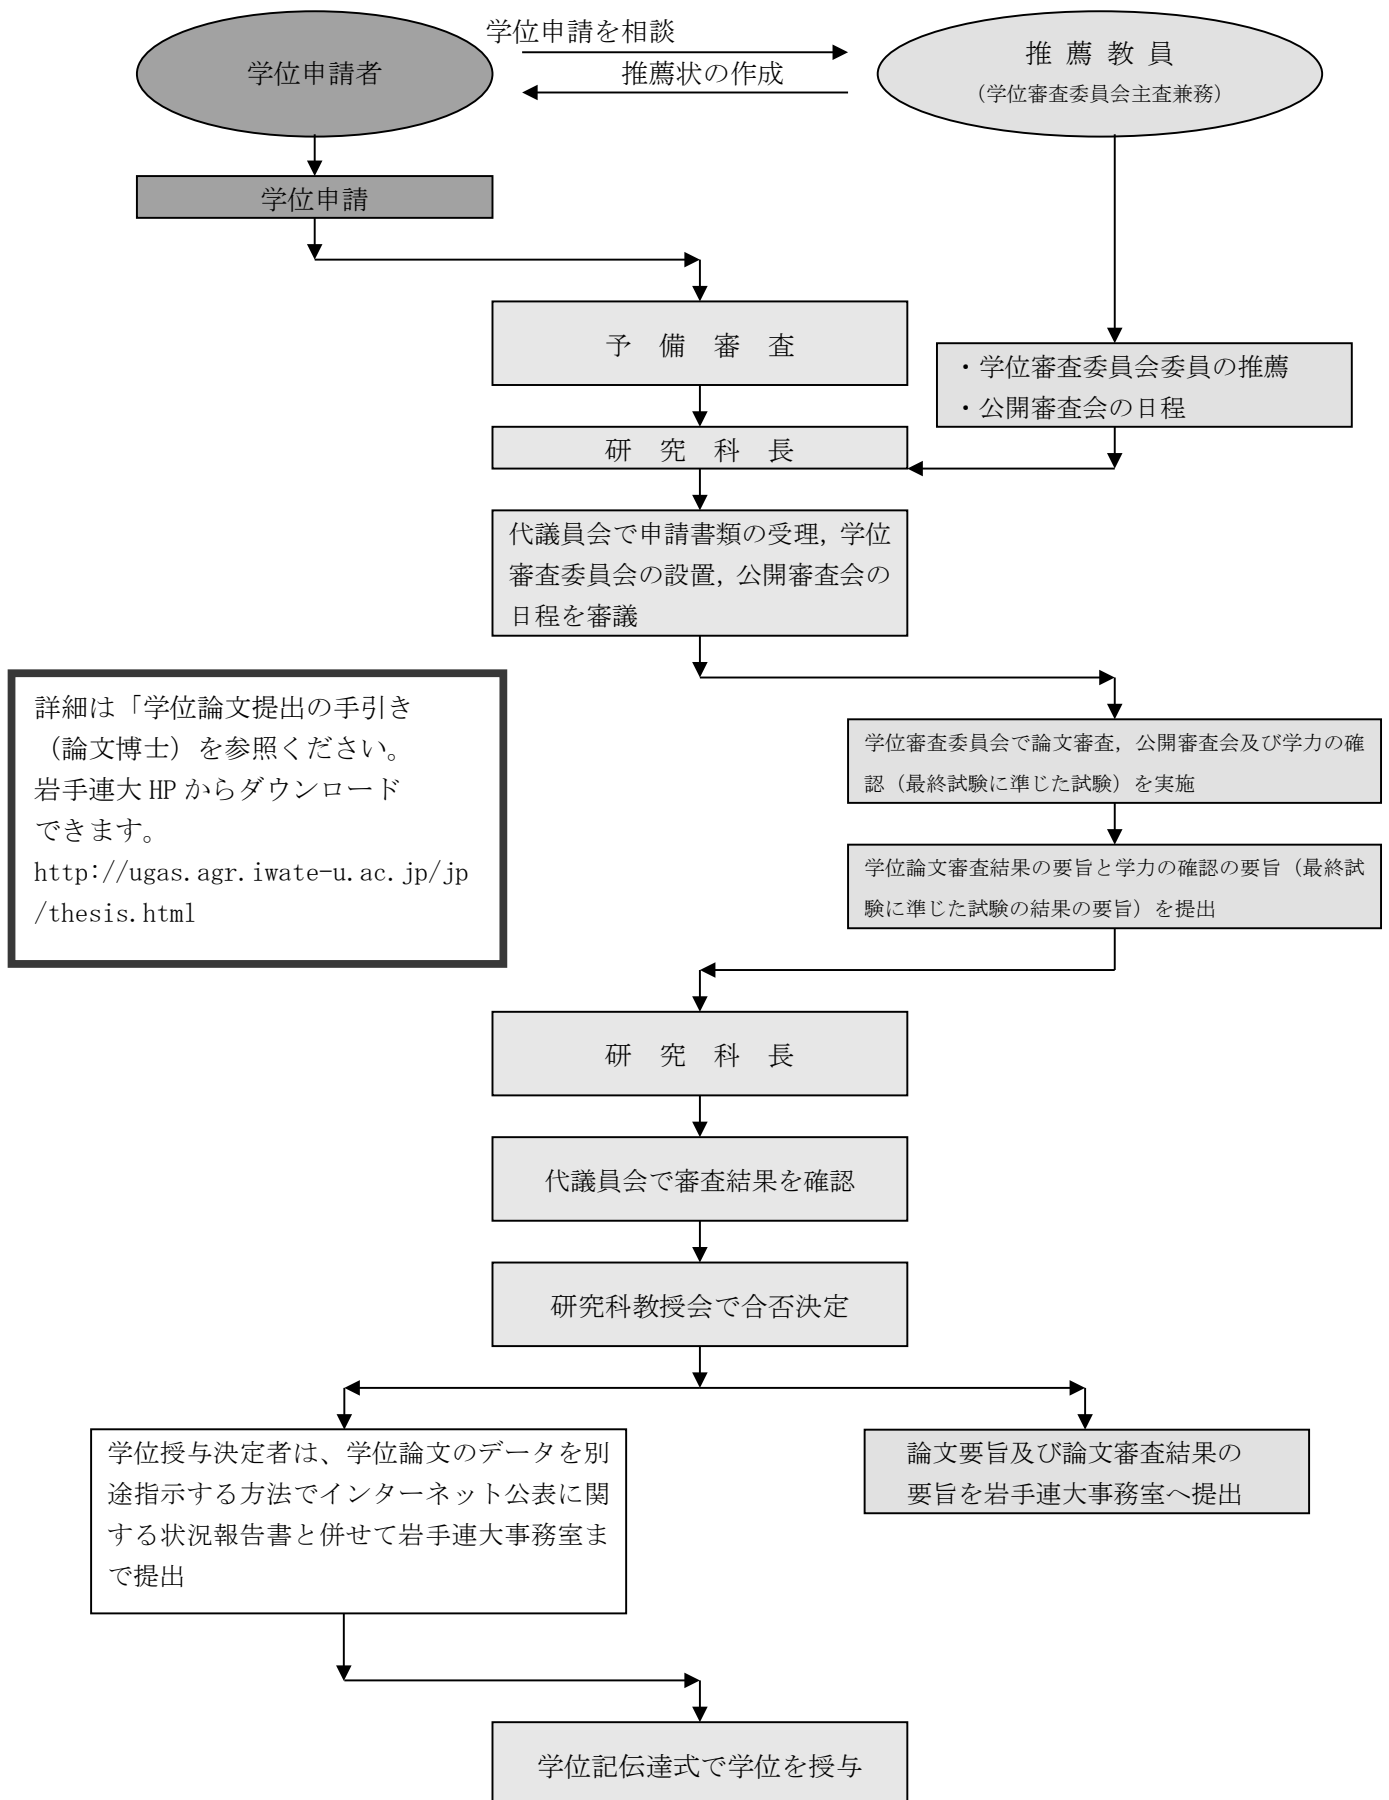 学位申請を相談
学位申請者
推薦状の作成
推 薦 教 員
（学位審査委員会主査兼務）
学位申請
予 備 審 査
・学位審査委員会委員の推薦
・公開審査会の日程
研 究 科 長
代議員会で申請書類の受理，学位
審査委員会の設置，公開審査会の
日程を審議
詳細は「学位論文提出の手引き
（論文博士）を参照ください。
岩手連大 HP からダウンロード
できます。
http://ugas.agr.iwate-u.ac.jp/jp
/thesis.html
学位審査委員会で論文審査，公開審査会及び学力の確
認（最終試験に準じた試験）を実施
学位論文審査結果の要旨と学力の確認の要旨（最終試
験に準じた試験の結果の要旨）を提出
研 究 科 長
代議員会で審査結果を確認
研究科教授会で合否決定
学位授与決定者は、学位論文のデータを別
途指示する方法でインターネット公表に関
する状況報告書と併せて岩手連大事務室ま
で提出
論文要旨及び論文審査結果の
要旨を岩手連大事務室へ提出
学位記伝達式で学位を授与